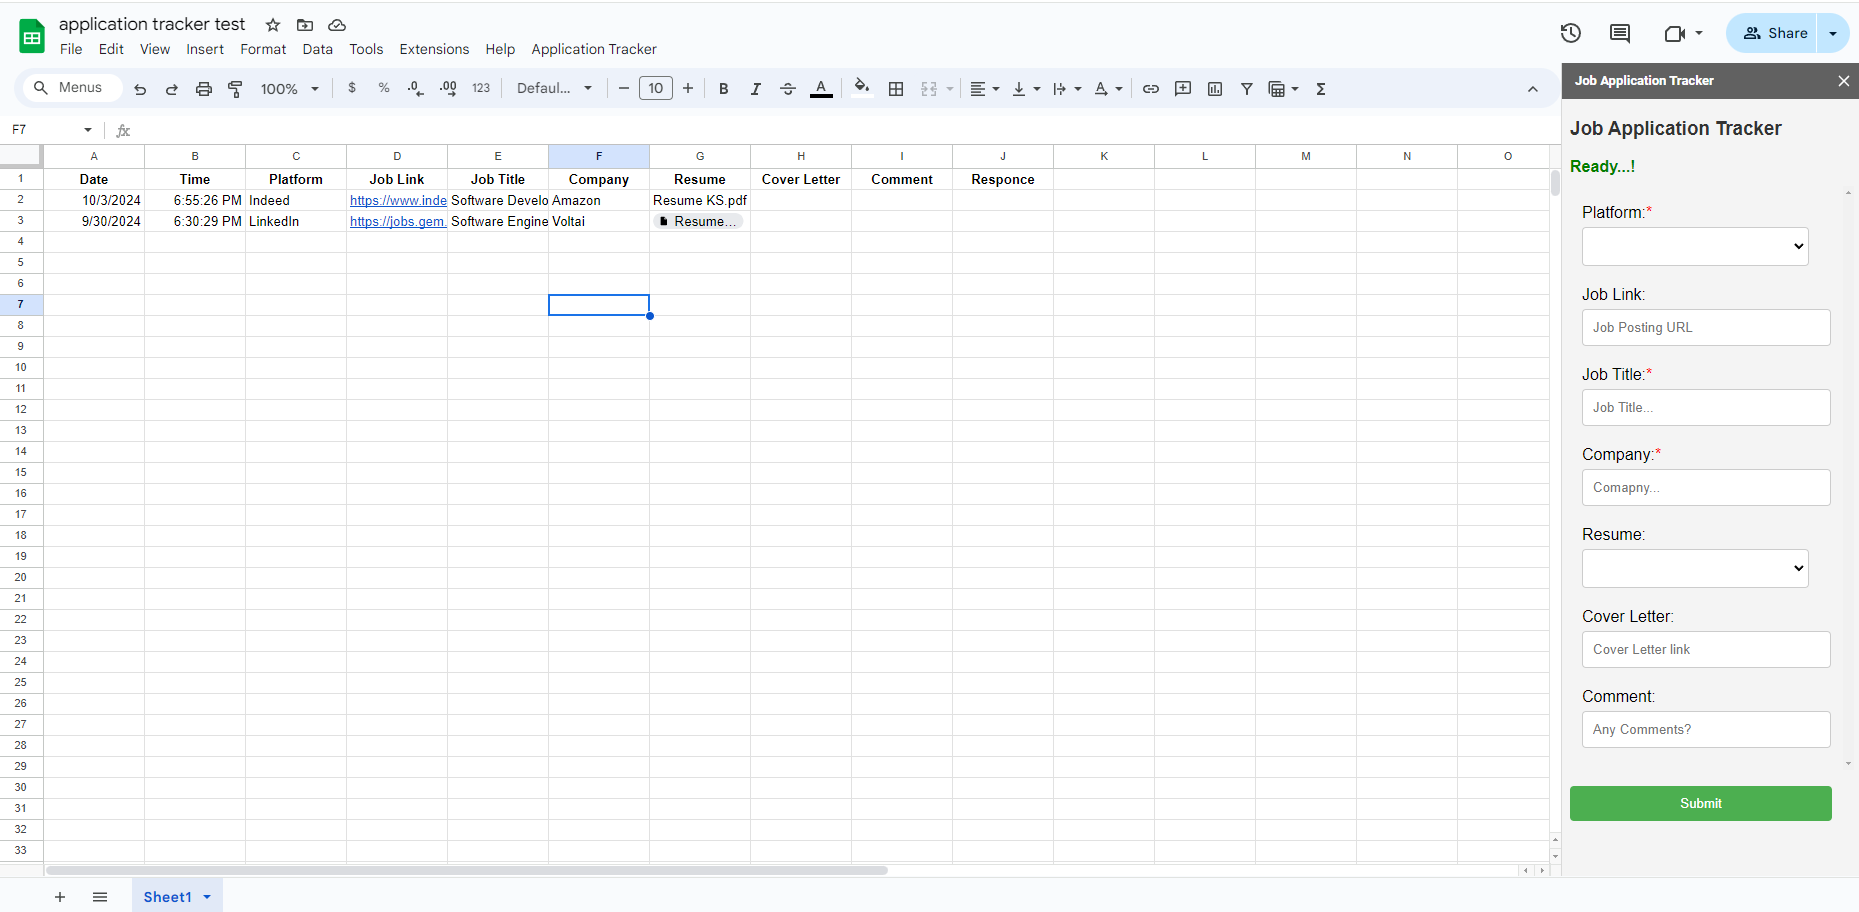 application tracker test
File Edit View Insert Format Data Tools Extensions Help Application Tracker
Share
Menus 100% $ % .0 .00 123 Defaul... 10 B I A Σ
F7 fx
A B C D E F G H I J K L M N O
1 Date Time Platform Job Link Job Title Company Resume Cover Letter Comment Responce
2 10/3/2024 6:55:26 PM Indeed https://www.inde Software Develo Amazon Resume KS.pdf
3 9/30/2024 6:30:29 PM LinkedIn https://jobs.gem. Software Engine Voltai Resume...
4
5
6
7
8
9
10
11
12
13
14
15
16
17
18
19
20
21
22
23
24
25
26
27
28
29
30
31
32
33
Sheet1
Job Application Tracker
Job Application Tracker
Ready...!
Platform:*
Job Link:
Job Posting URL
Job Title:*
Job Title...
Company:*
Comapny...
Resume:
Cover Letter:
Cover Letter link
Comment:
Any Comments?
Submit